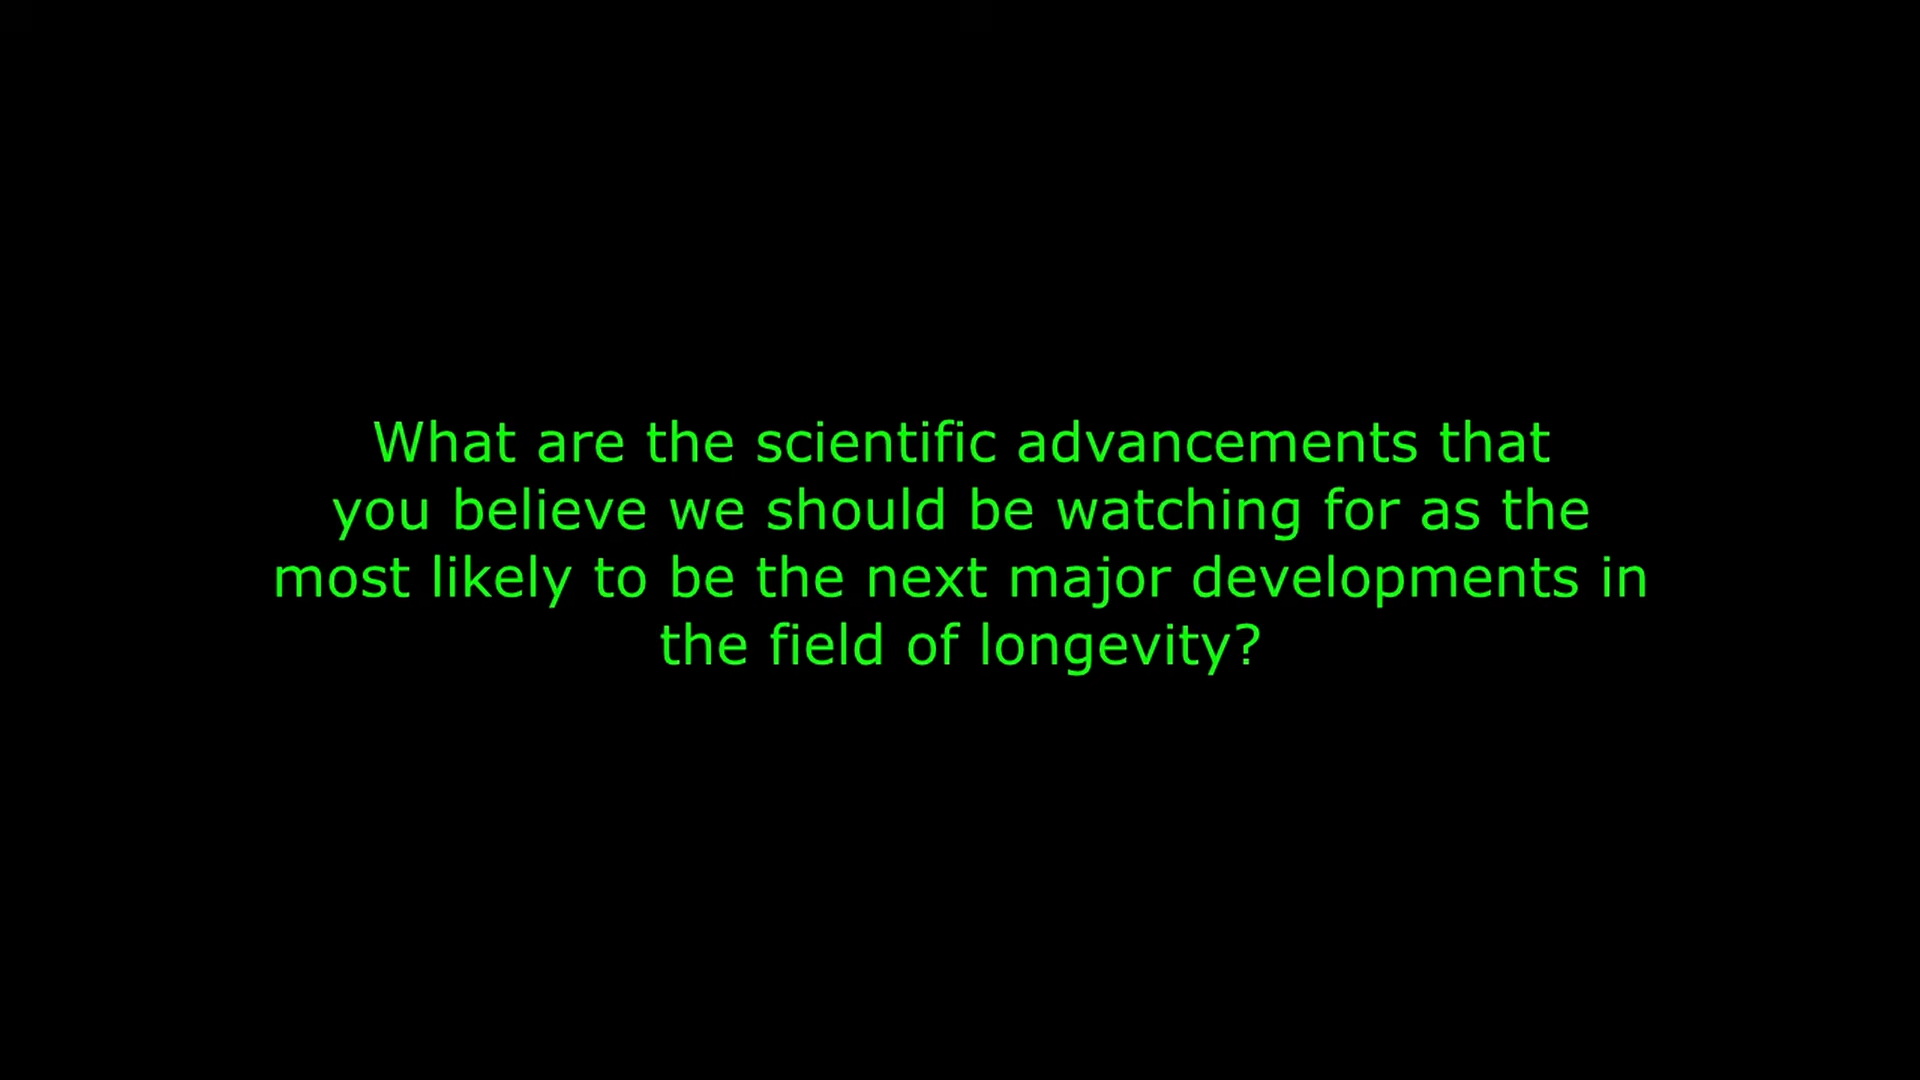 What are the scientific advancements that
you believe we should be watching for as the
most likely to be the next major developments in
the field of longevity?